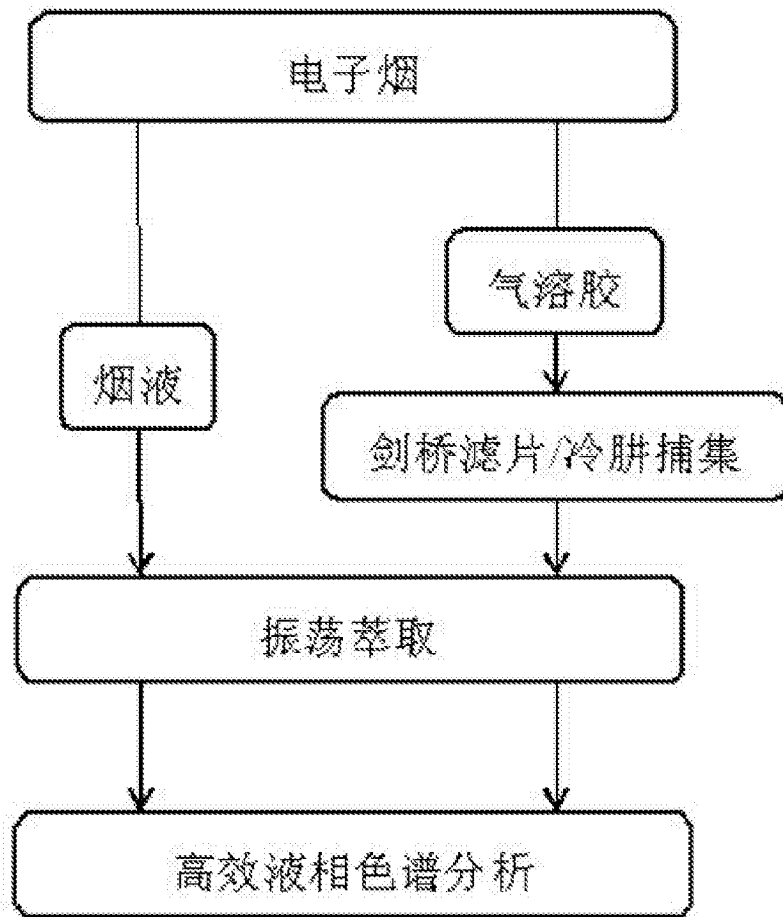 电子烟
气溶胶
烟液
剑桥滤片/冷肼捕集
振荡萃取
高效液相色谱分析